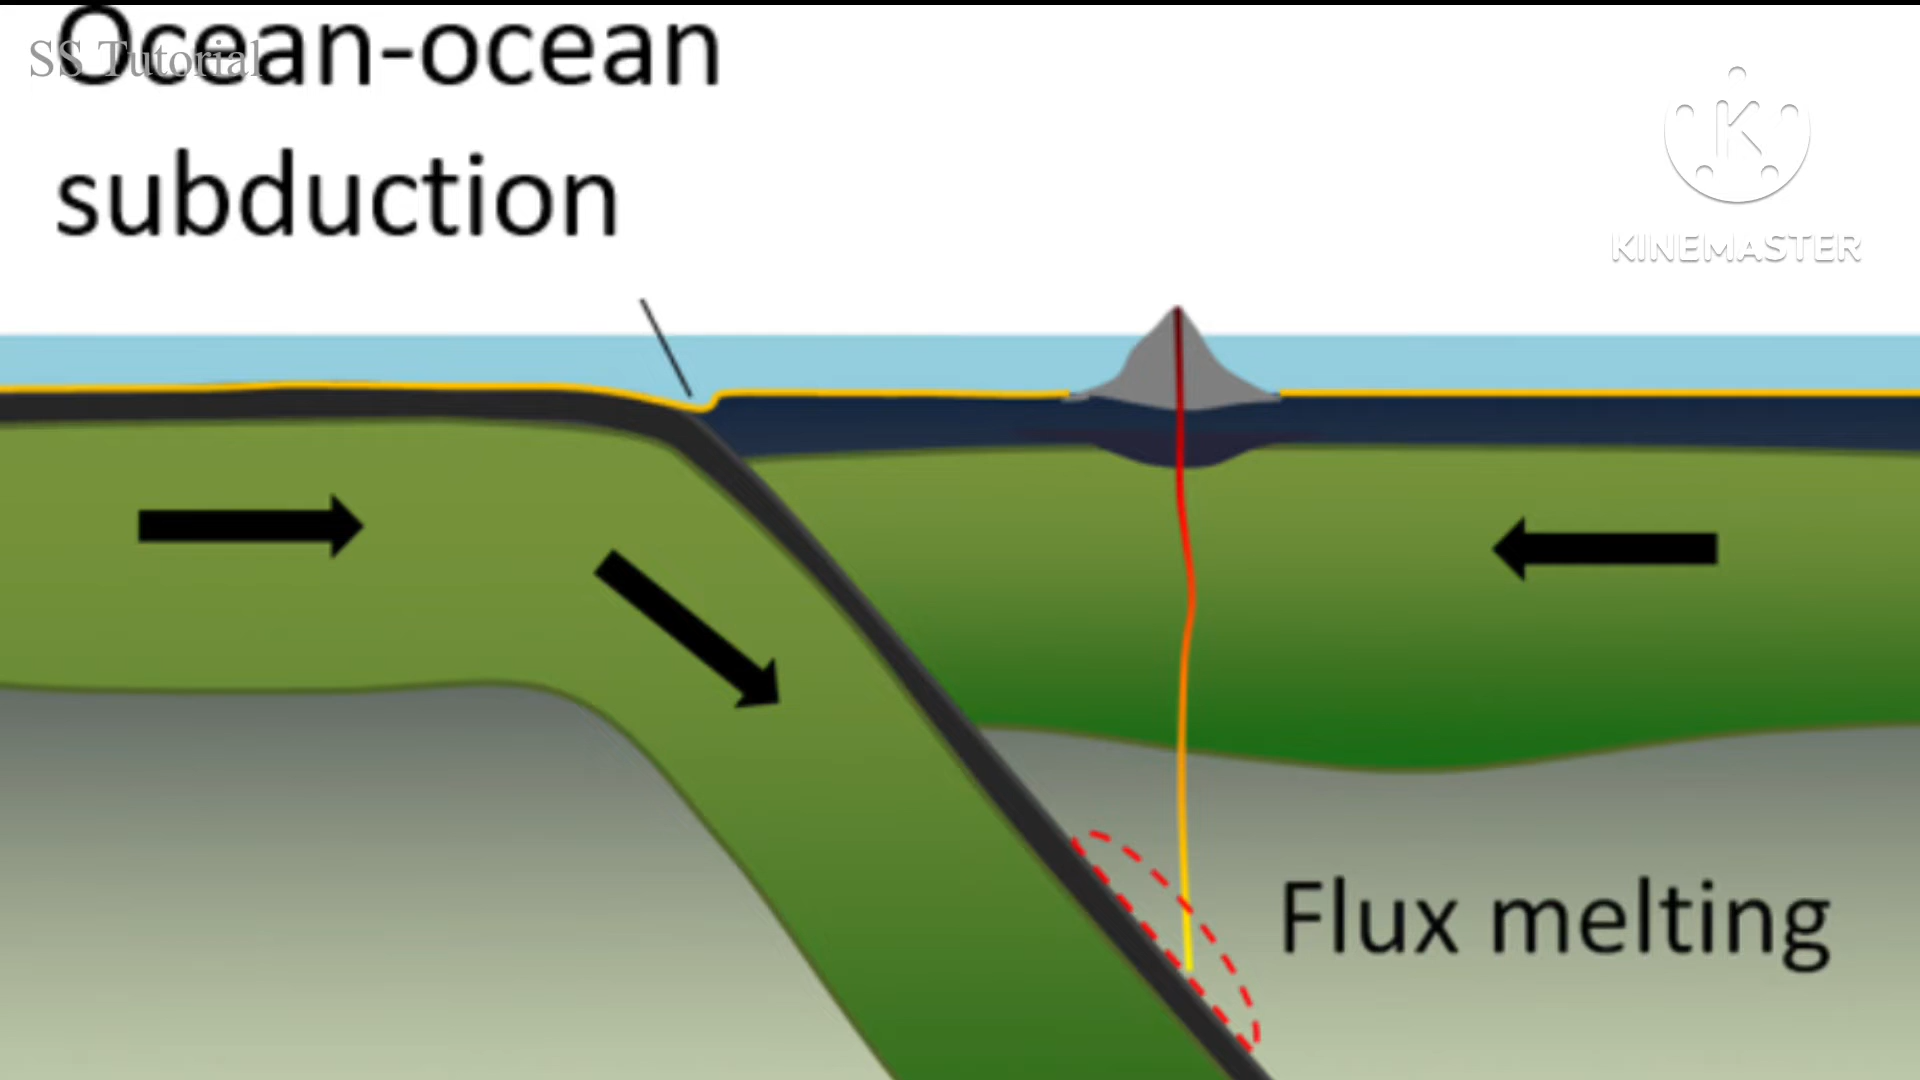 Ocean-ocean
SS Tutorial
subduction
KINEMASTER
Flux melting